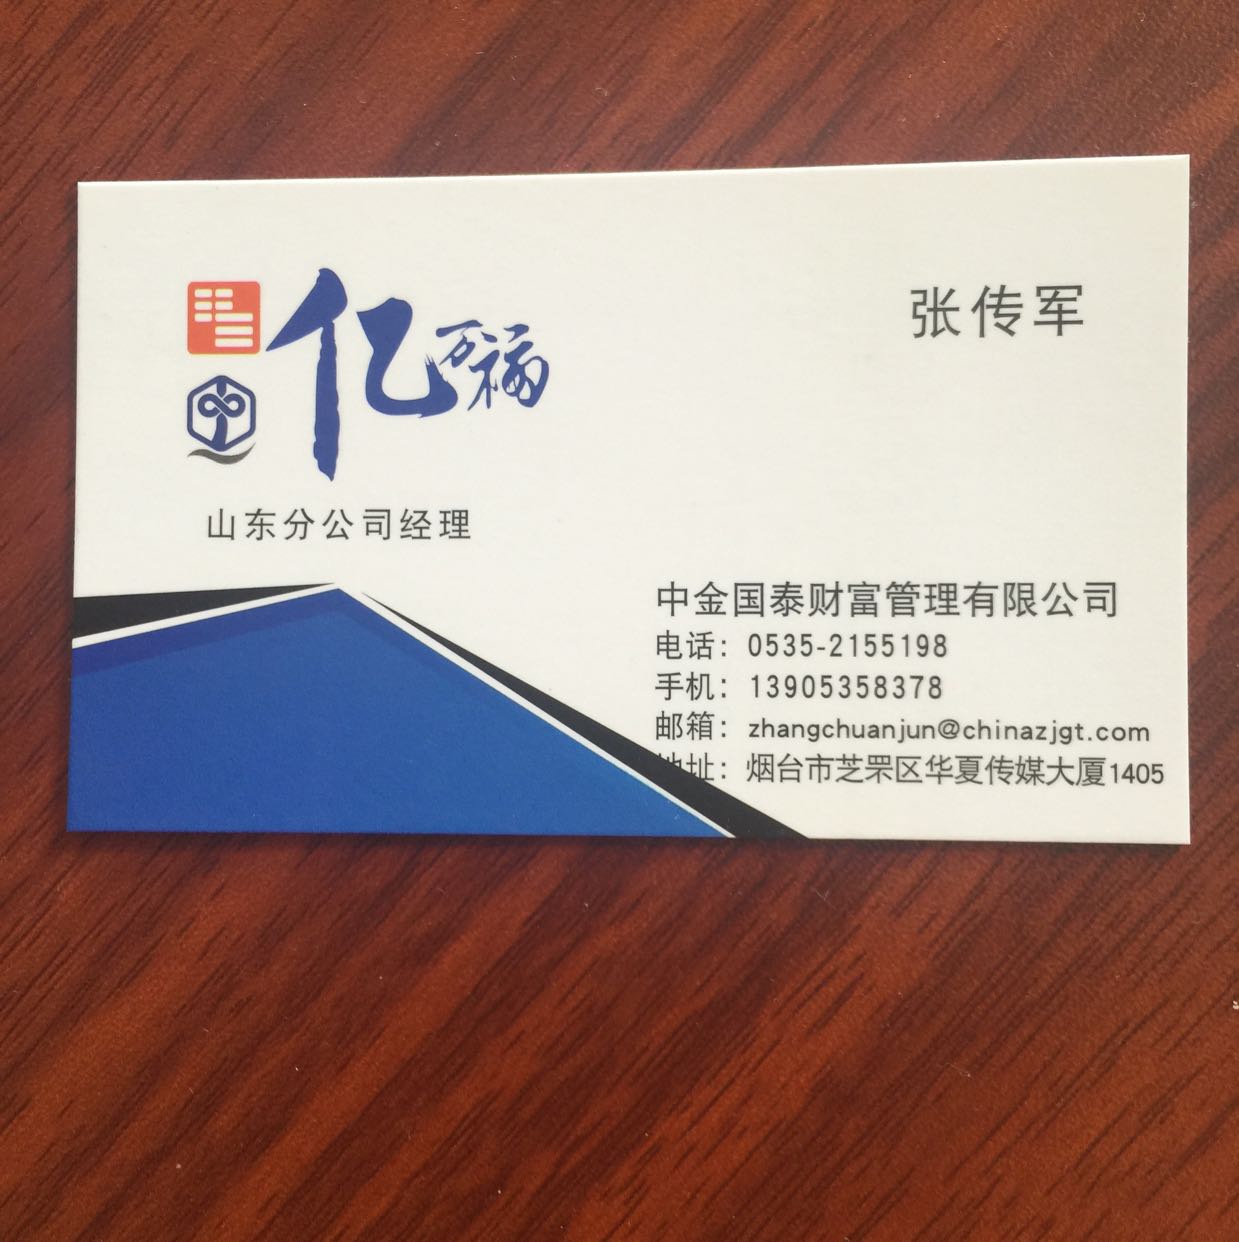 亿万福
张传军
山东分公司经理
中金国泰财富管理有限公司
电话：0535-2155198
手机：13905358378
邮箱：zhangchuanjun@chinazjgt.com
地址：烟台市芝罘区华夏传媒大厦1405